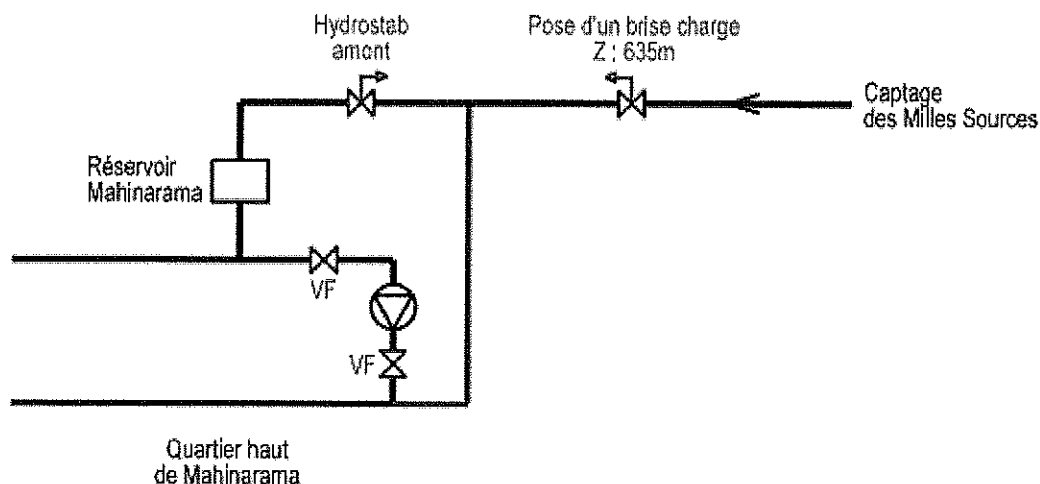 Hydrostab
amont
Pose d'un brise charge
Z : 635m
Captage
des Milles Sources
Réservoir
Mahinarama
VF
VF
Quartier haut
de Mahinarama